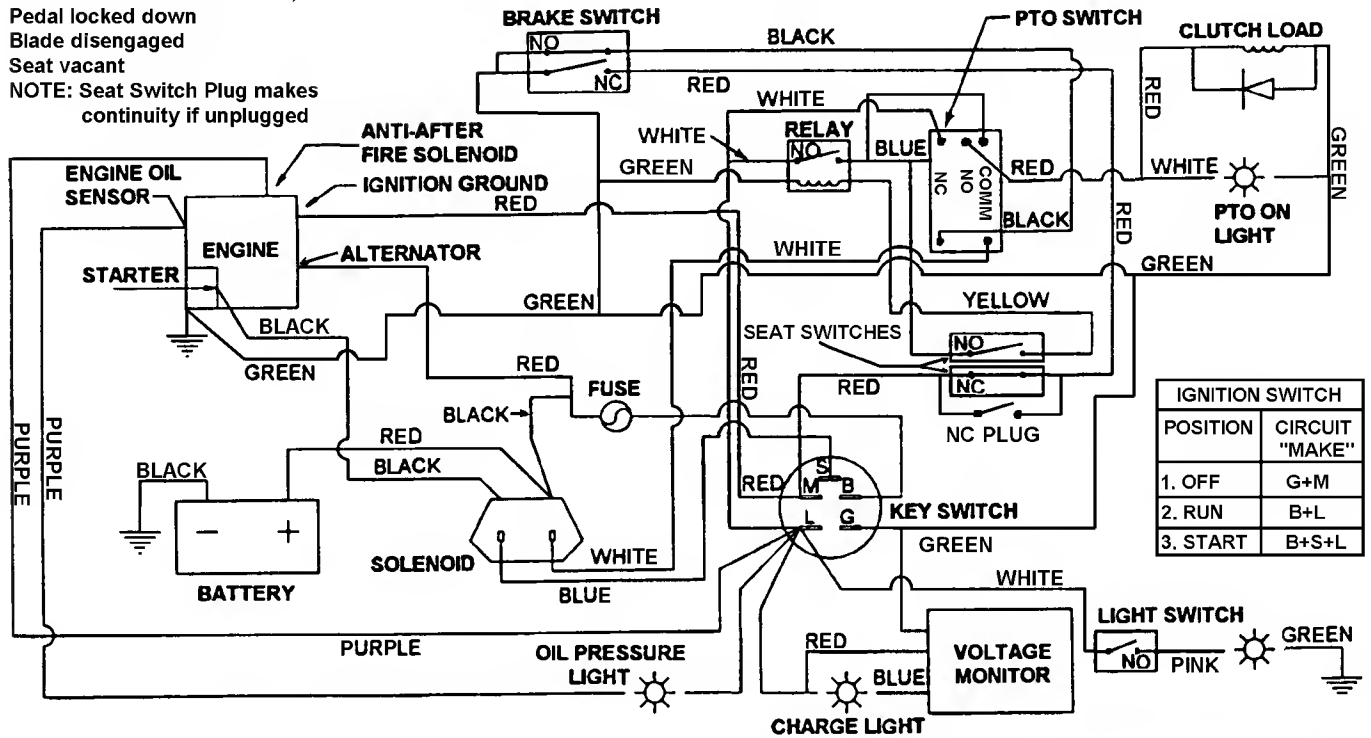 Pedal locked down
Blade disengaged
Seat vacant
NOTE: Seat Switch Plug makes
continuity if unplugged
BRAKE SWITCH
NO
NC
BLACK
RED
PTO SWITCH
CLUTCH LOAD
RED
GREEN
WHITE
WHITE
RELAY
NO
GREEN
BLUE
NC
NO
COMM
RED
WHITE
PTO ON
LIGHT
BLACK
RED
ANTI-AFTER
FIRE SOLENOID
ENGINE OIL
SENSOR
IGNITION GROUND
RED
ENGINE
ALTERNATOR
WHITE
GREEN
STARTER
GREEN
YELLOW
BLACK
GREEN
SEAT SWITCHES
NO
RED
NC
NC PLUG
RED
FUSE
RED
BLACK
PURPLE
PURPLE
RED
BLACK
BLACK
BATTERY
SOLENOID
WHITE
BLUE
RED
S
M
B
L
G
KEY SWITCH
GREEN
IGNITION SWITCH
POSITION
CIRCUIT
"MAKE"
1. OFF
G+M
2. RUN
B+L
3. START
B+S+L
WHITE
LIGHT SWITCH
NO
PINK
GREEN
PURPLE
OIL PRESSURE
LIGHT
RED
BLUE
VOLTAGE
MONITOR
CHARGE LIGHT